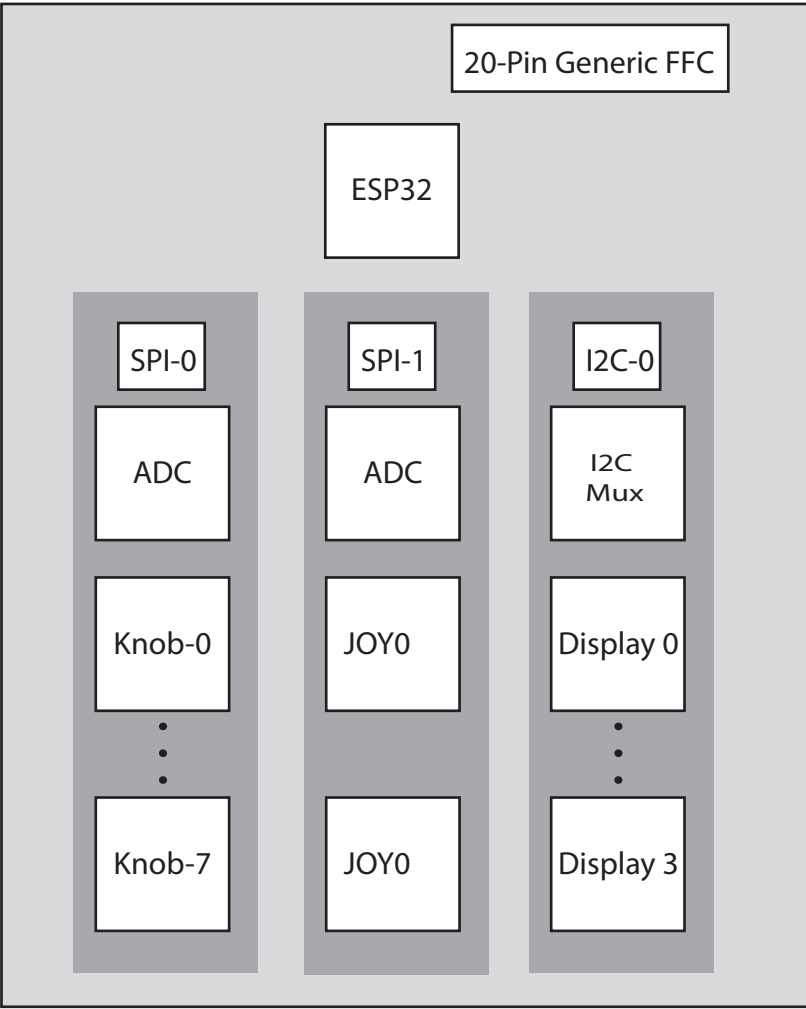 20-Pin Generic FFC
ESP32
SPI-0
SPI-1
I2C-0
ADC
ADC
I2C
Mux
Knob-0
JOY0
Display 0
Knob-7
JOY0
Display 3